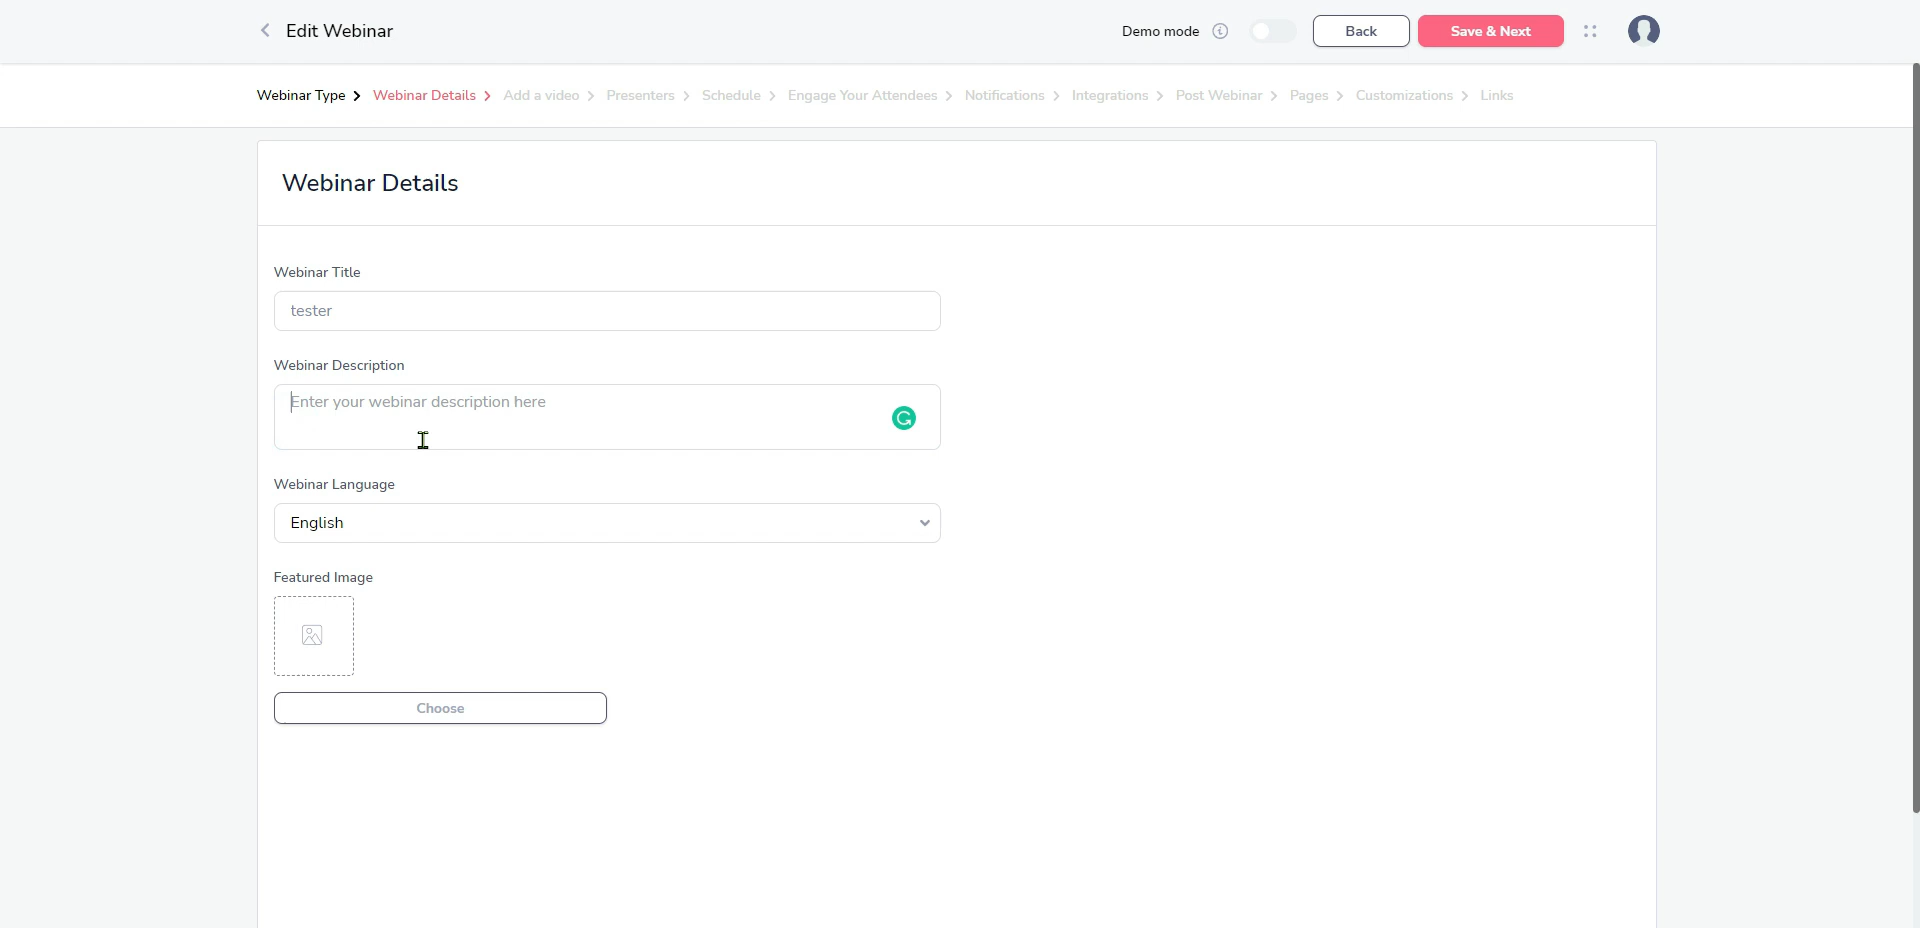 Edit Webinar
Demo mode
Back
Save & Next
Webinar Type
Webinar Details
Add a video
Presenters
Schedule
Engage Your Attendees
Notifications
Integrations
Post Webinar
Pages
Customizations
Links
Webinar Details
Webinar Title
tester
Webinar Description
Enter your webinar description here
Webinar Language
English
Featured Image
Choose